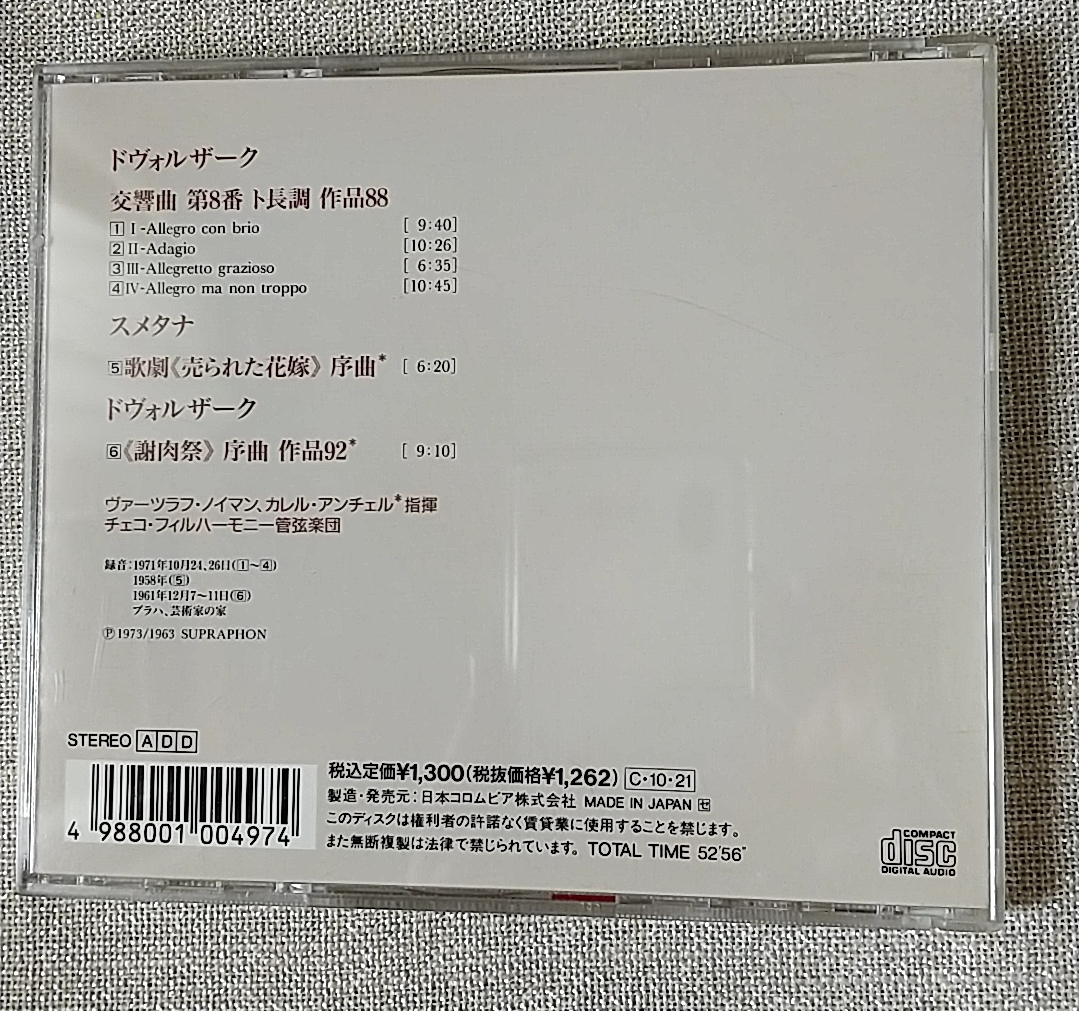 ドヴォルザーク
交響曲 第8番 ト長調 作品88
1 I-Allegro con brio [ 9:40]
2 II-Adagio [10:26]
3 III-Allegretto grazioso [ 6:35]
4 IV-Allegro ma non troppo [10:45]
スメタナ
5 歌劇《売られた花嫁》序曲* [ 6:20]
ドヴォルザーク
6 《謝肉祭》序曲 作品92* [ 9:10]
ヴァーツラフ・ノイマン、カレル・アンチェル*指揮
チェコ・フィルハーモニー管弦楽団
録音:1971年10月24、26日(1〜4)
1958年(5)
1961年12月7〜11日(6)
プラハ、芸術家の家
Ⓟ1973/1963 SUPRAPHON
STEREO ADD
4 988001 004974
税込定価¥1,300(税抜価格¥1,262) C・10・21
製造・発売元:日本コロムビア株式会社 MADE IN JAPAN セ
このディスクは権利者の許諾なく賃貸業に使用することを禁じます。
また無断複製は法律で禁じられています。 TOTAL TIME 52'56"
COMPACT
disc
DIGITAL AUDIO